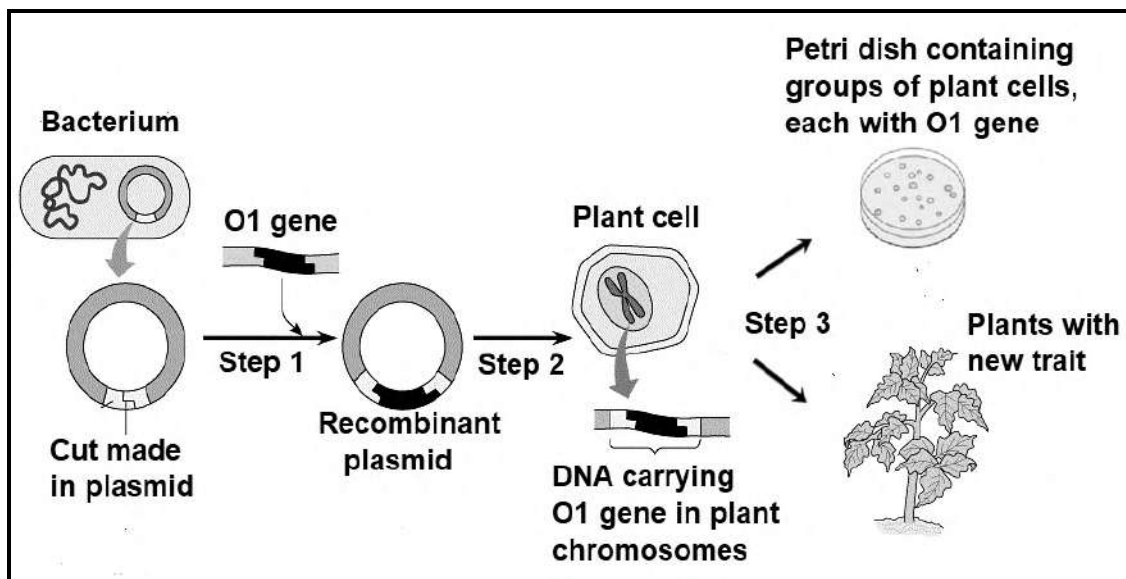 Bacterium
O1 gene
Cut made
in plasmid
Step 1
Recombinant
plasmid
Step 2
Plant cell
DNA carrying
O1 gene in plant
chromosomes
Step 3
Petri dish containing
groups of plant cells,
each with O1 gene
Plants with
new trait